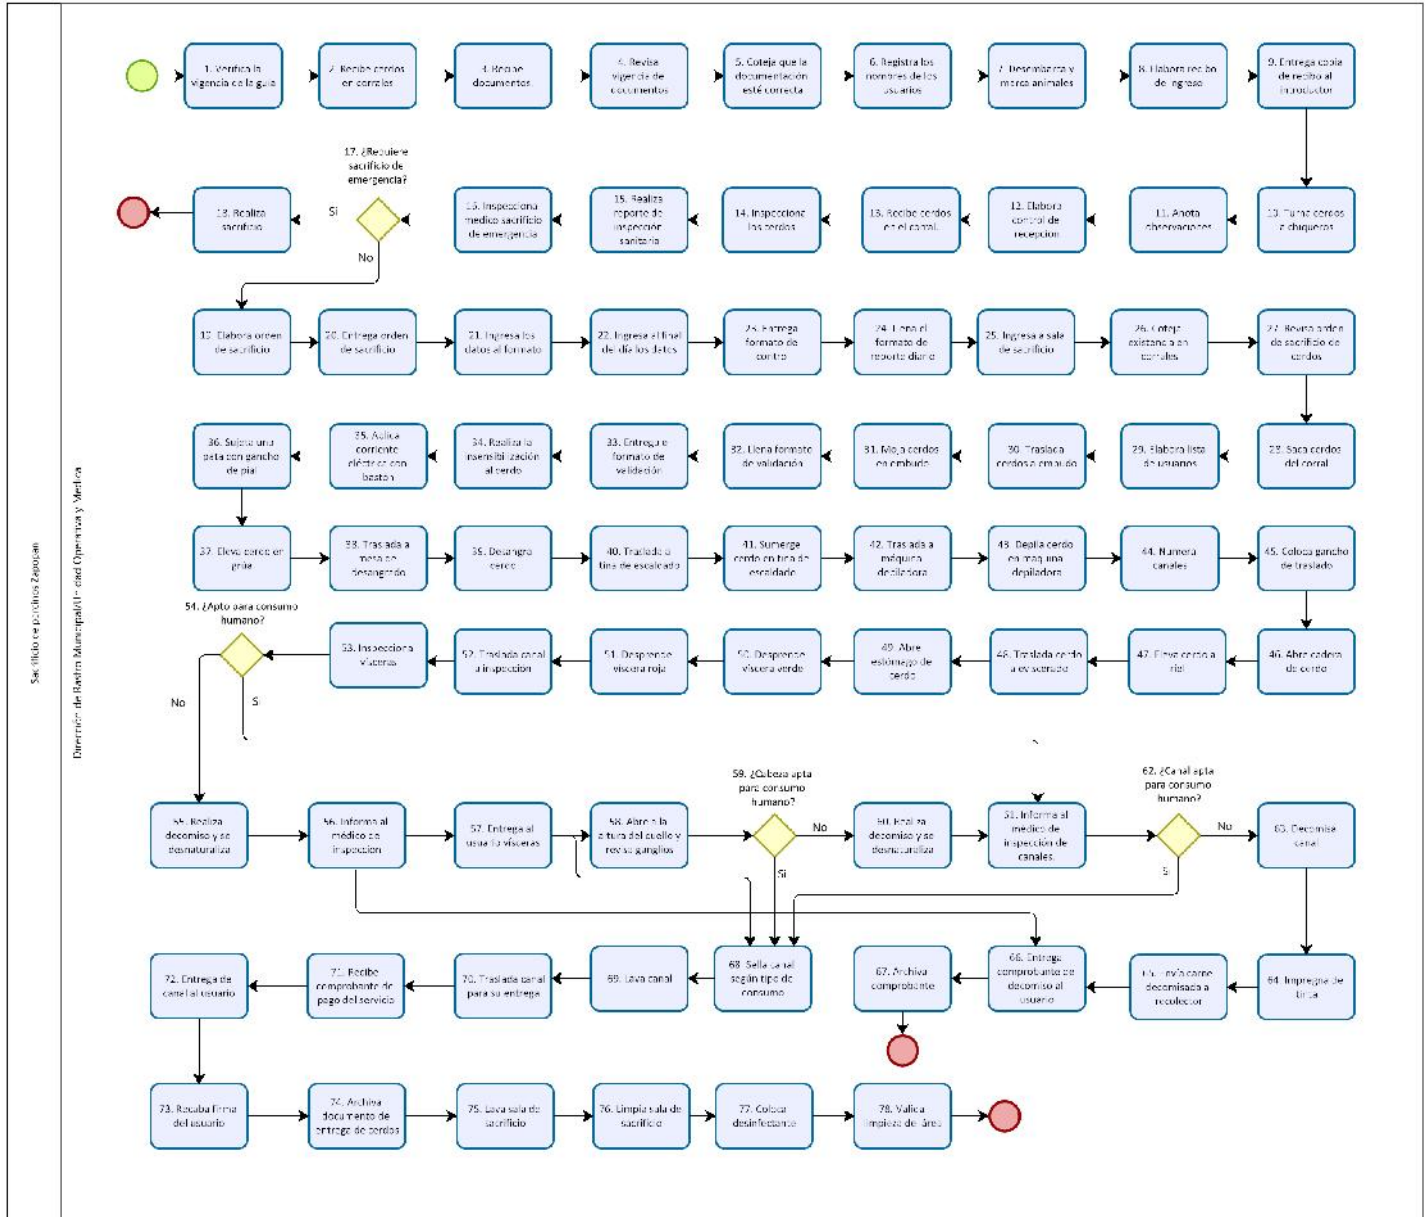 Sacrificio de porcinos Zapopan
Dirección de Rastro Municipal/Unidad Operativa y Medica
1. Verifica la
vigencia de la guia
2. Recibe cerdos
en corrales
3. Recibe
documentos.
4. Revisa
vigencia de
documentos
5. Coteja que la
documentación
esté correcta
6. Registra los
nombres de los
usuarios
7. Desembarca y
marca animales
8. Elabora recibo
de ingreso
9. Entrega copia
de recibo al
introductor
17. ¿Requiere
sacrificio de
emergencia?
Si
No
18. Realiza
sacrificio
16. Inspecciona
medico sacrificio
de emergencia
15. Realiza
reporte de
inspección
sanitaria
14. Inspecciona
los cerdos
13. Recibe cerdos
en el corral.
12. Elabora
control de
recepcion
11. Anota
observaciones
10. Turna cerdos
a chiqueros
19. Elabora orden
de sacrificio
20. Entrega orden
de sacrificio
21. Ingresa los
datos al formato
22. Ingresa al final
del día los datos
23. Entrega
formato de
contro
24. Llena el
formato de
reporte diario
25. Ingresa a sala
de sacrificio
26. Coteja
existencia en
corrales
27. Revisa orden
de sacrificio de
cerdos
36. Sujeta una
pata con gancho
de pial
35. Aplica
corriente
eléctrica con
baston
34. Realiza la
insensibilización
al cerdo
33. Entrega e
formato de
validación
32. Llena formato
de validación
31. Moja cerdos
en embudo
30. Traslada
cerdos a embudo
29. Elabora lista
de usuarios
28. Saca cerdos
del corral
37. Eleva cerdo en
grúa
38. Traslada a
mesa de
desangrado
39. Desangra
cerdo
40. Traslada a
tina de escaldado
41. Sumerge
cerdo en tina de
escaldado
42. Traslada a
máquina
depiladora
43. Depila cerdo
en maquina
depiladora
44. Numera
canales
45. Coloca gancho
de traslado
54. ¿Apto para consumo
humano?
No
Si
53. Inspecciona
vísceras
52. Traslada canal
a inspección
51. Desprende
viscera roja
50. Desprende
víscera verde
49. Abre
estómago de
cerdo
48. Traslada cerdo
a eviscerado
47. Eleva cerdo a
riel
46. Abre cadera
de cerdo
59. ¿Cabeza apta
para consumo
humano?
62. ¿Canal apta
para consumo
humano?
55. Realiza
decomiso y se
desnaturaliza
56. Informa al
médico de
inspección
57. Entrega al
usuario vísceras
58. Abre a la
altura del cuello y
revisa ganglios
No
Si
60. Realiza
decomiso y se
desnaturaliza
61. Informa al
médico de
inspección de
canales.
No
Si
63. Decomisa
canal
72. Entrega de
canal al usuario
71. Recibe
comprobante de
pago del servicio
70. Traslada canal
para su entrega
69. Lava canal
68. Sella canal
según tipo de
consumo
67. Archiva
comprobante
66. Entrega
comprobante de
decomiso al
usuario
65. Envía carne
decomisada a
recolector
64. Impregna de
tinta
73. Recaba firma
del usuario
74. Archiva
documento de
entrega de cerdos
75. Lava sala de
sacrificio
76. Limpia sala de
sacrificio
77. Coloca
desinfectante
78. Valida
limpieza del área